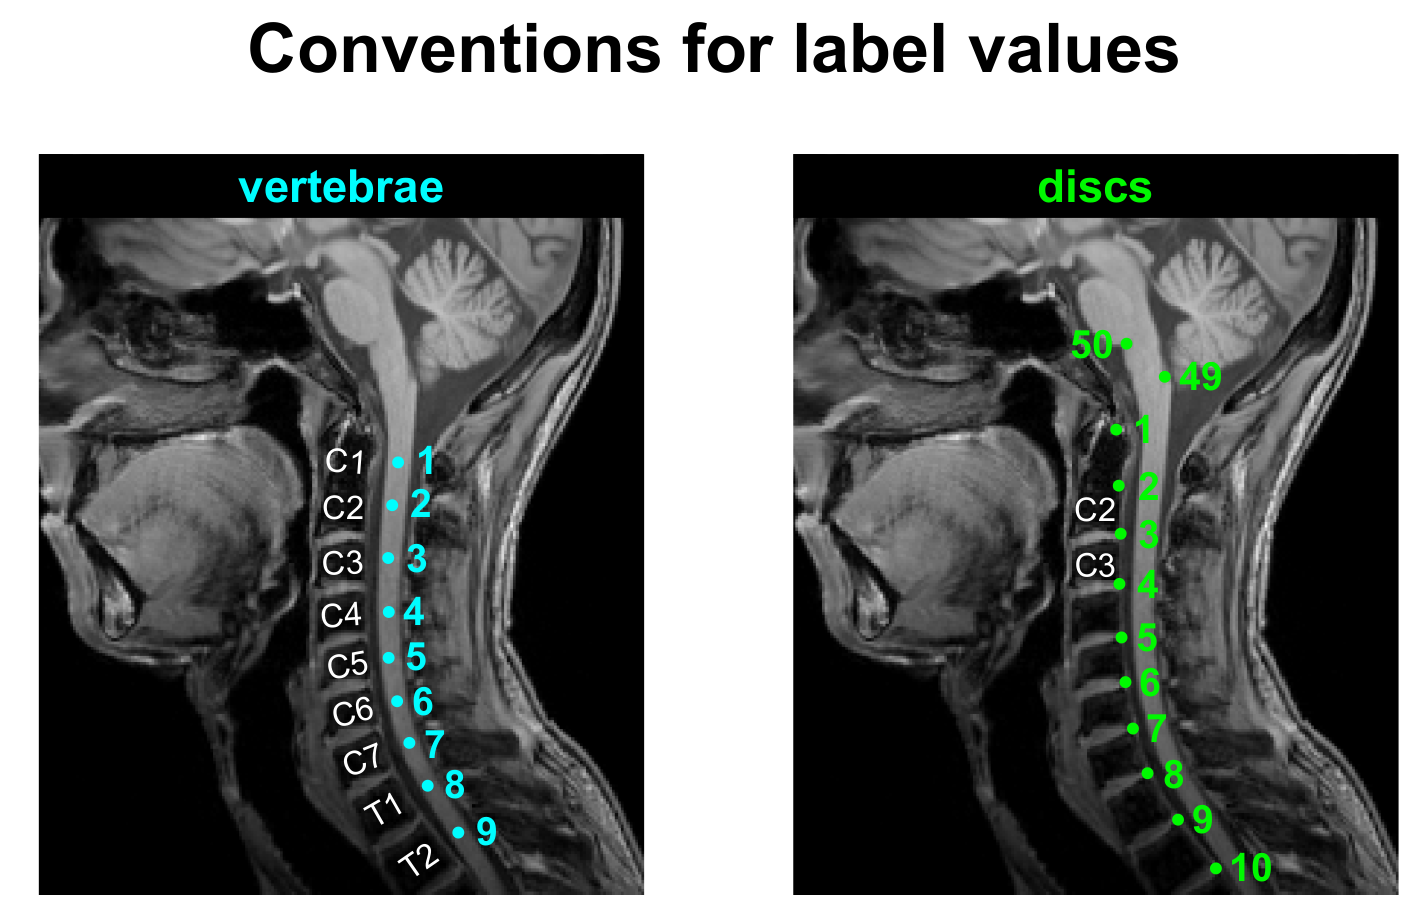 Conventions for label values
vertebrae
C1 1
C2 2
C3 3
C4 4
C5 5
C6 6
C7 7
T1 8
T2 9
discs
50
49
1
2
C2
3
C3
4
5
6
7
8
9
10